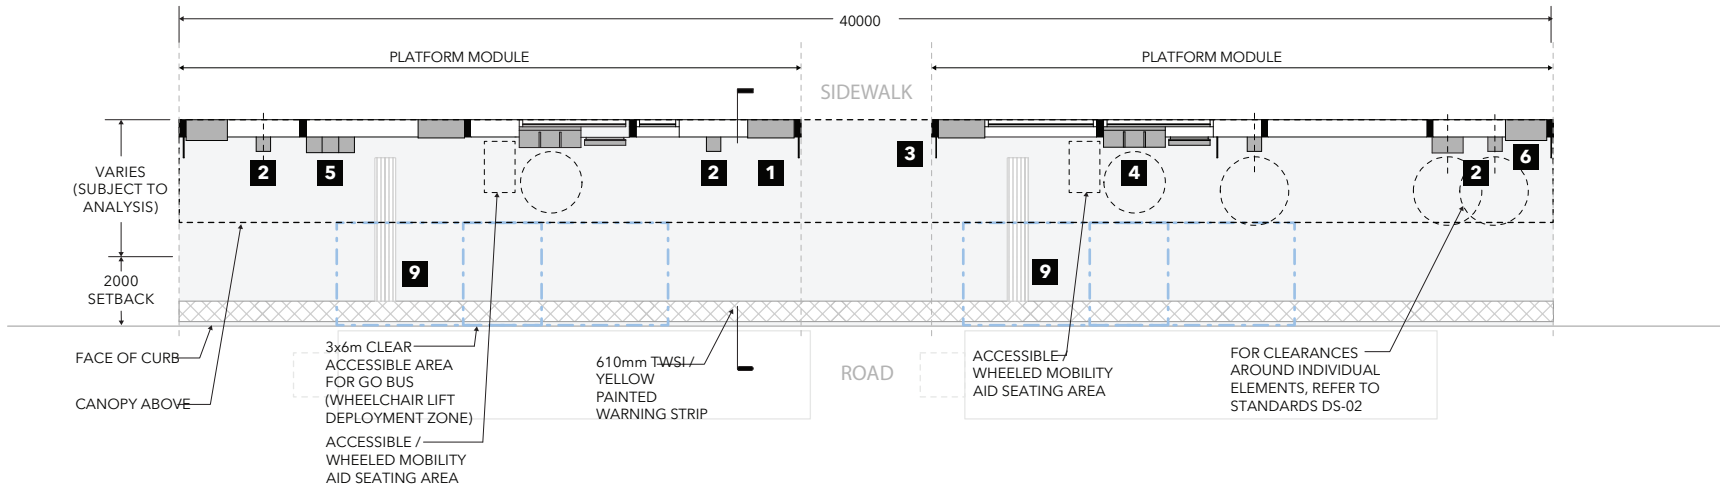 40000
PLATFORM MODULE
PLATFORM MODULE
SIDEWALK
VARIES
(SUBJECT TO
ANALYSIS)
2
5
2
1
3
4
2
6
9
9
2000
SETBACK
FACE OF CURB
CANOPY ABOVE
3x6m CLEAR
ACCESSIBLE AREA
FOR GO BUS
(WHEELCHAIR LIFT
DEPLOYMENT ZONE)
ACCESSIBLE /
WHEELED MOBILITY
AID SEATING AREA
610mm TWSI /
YELLOW
PAINTED
WARNING STRIP
ROAD
ACCESSIBLE /
WHEELED MOBILITY
AID SEATING AREA
FOR CLEARANCES
AROUND INDIVIDUAL
ELEMENTS, REFER TO
STANDARDS DS-02